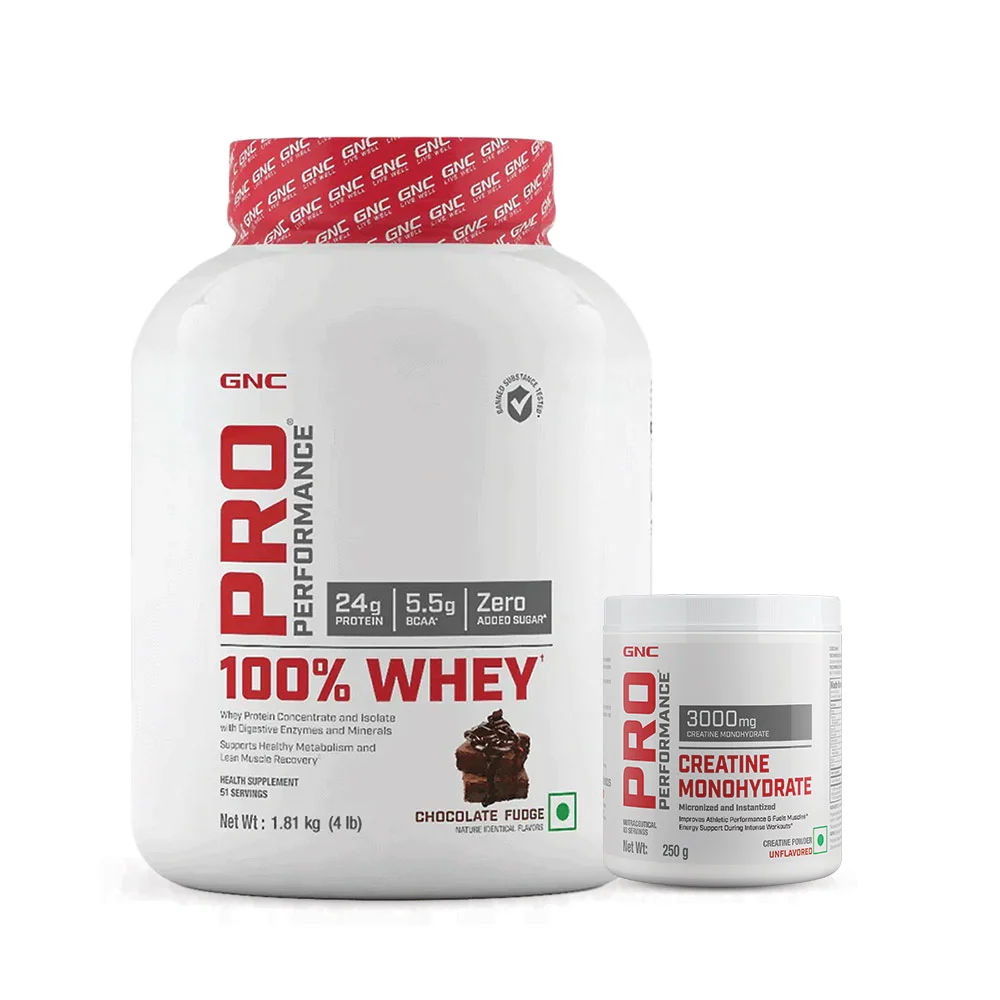 GNC LIVE WELL
GNC
BANNED SUBSTANCE TESTED
PRO
PERFORMANCE®
24g PROTEIN
5.5g BCAA^
Zero ADDED SUGAR*
100% WHEY†
Whey Protein Concentrate and Isolate
with Digestive Enzymes and Minerals
Supports Healthy Metabolism and
Lean Muscle Recovery
HEALTH SUPPLEMENT
51 SERVINGS
Net Wt : 1.81 kg (4 lb)
CHOCOLATE FUDGE
NATURE IDENTICAL FLAVORS
GNC
PRO
PERFORMANCE
3000mg
CREATINE MONOHYDRATE
CREATINE
MONOHYDRATE
Micronized and Instantized
Improves Athletic Performance & Fuels Muscles*
Energy Support During Intense Workouts*
NUTRACEUTICAL
83 SERVINGS
Net Wt: 250 g
CREATINE POWDER
UNFLAVORED